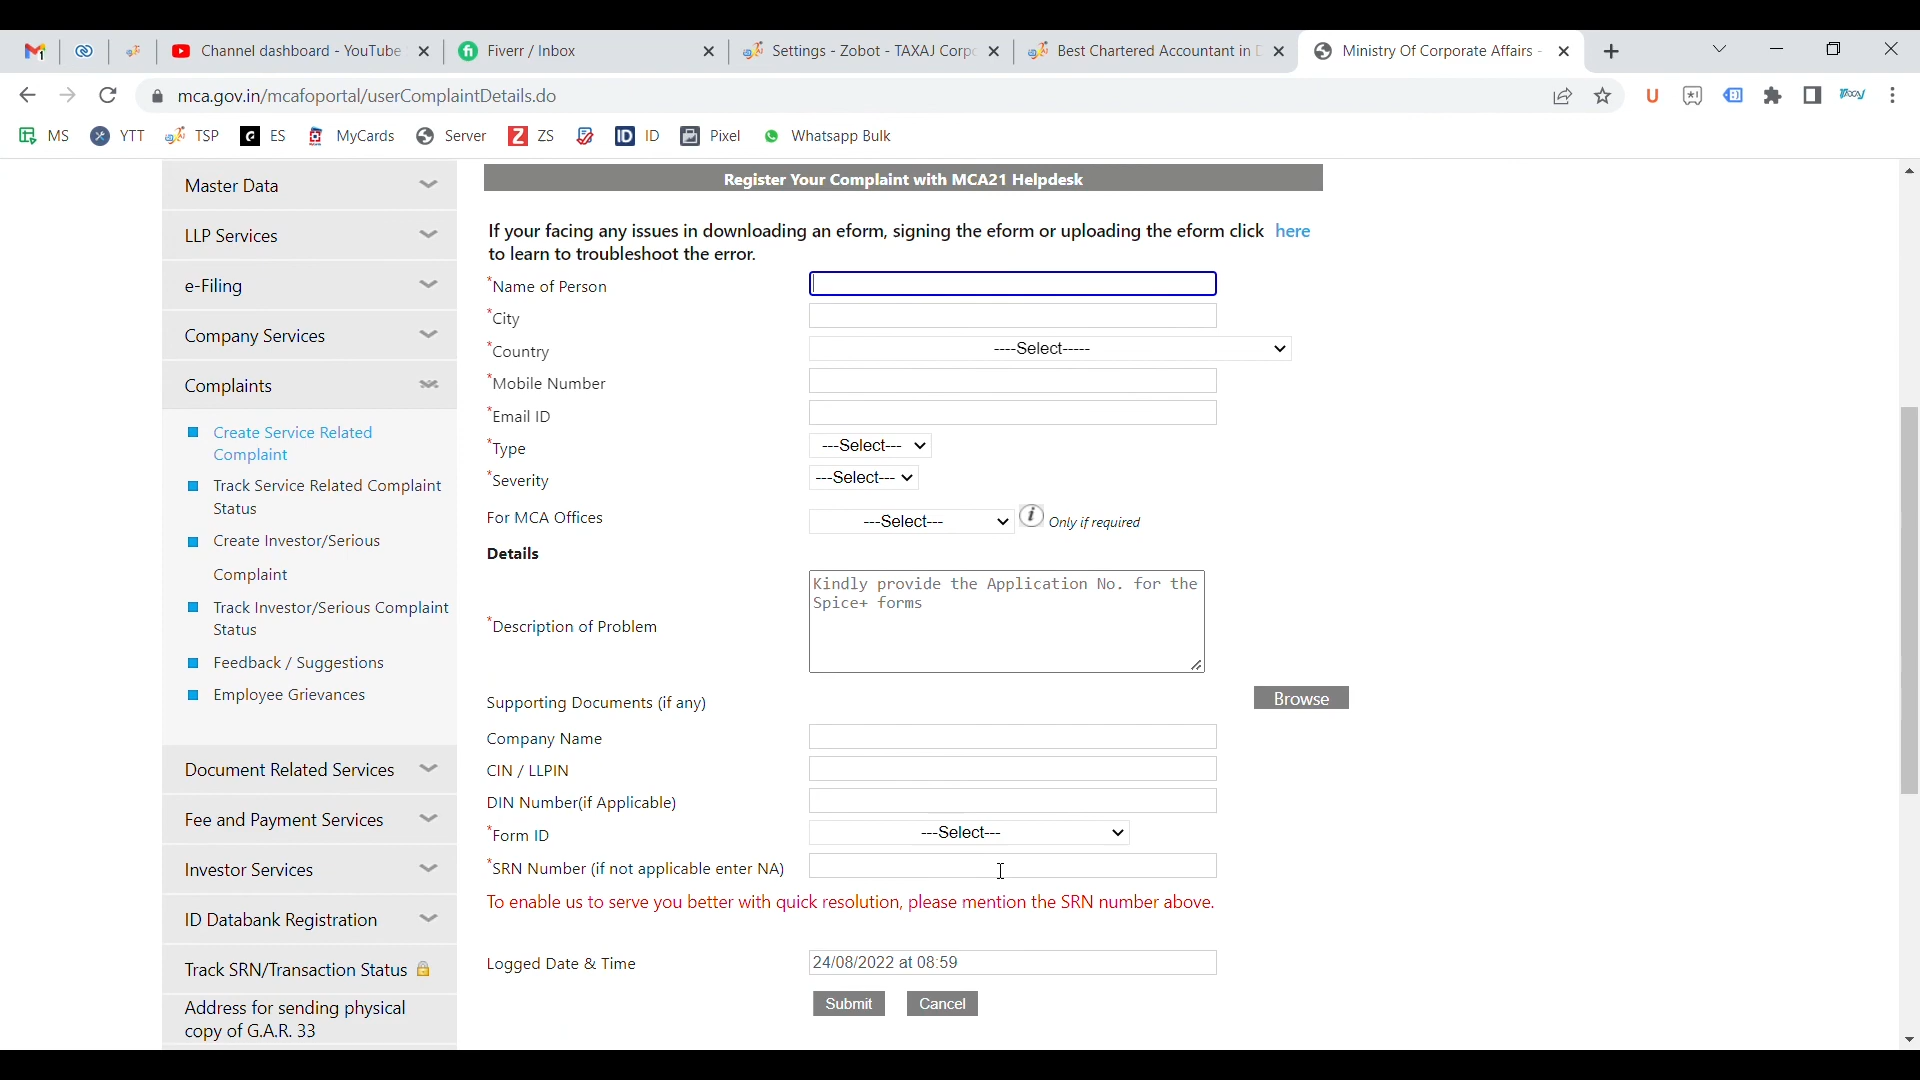 Channel dashboard - YouTube
Fiverr / Inbox
Settings - Zobot - TAXAJ Corpc
Best Chartered Accountant in D
Ministry Of Corporate Affairs -
mca.gov.in/mcafoportal/userComplaintDetails.do
MS
YTT
TSP
ES
MyCards
Server
ZS
ID
ID
Pixel
Whatsapp Bulk
Master Data
LLP Services
e-Filing
Company Services
Complaints
Create Service Related
Complaint
Track Service Related Complaint
Status
Create Investor/Serious
Complaint
Track Investor/Serious Complaint
Status
Feedback / Suggestions
Employee Grievances
Document Related Services
Fee and Payment Services
Investor Services
ID Databank Registration
Track SRN/Transaction Status
Address for sending physical
copy of G.A.R. 33
Register Your Complaint with MCA21 Helpdesk
If your facing any issues in downloading an eform, signing the eform or uploading the eform click here
to learn to troubleshoot the error.
*Name of Person
*City
*Country ----Select-----
*Mobile Number
*Email ID
*Type ---Select---
*Severity ---Select---
For MCA Offices ---Select--- i Only if required
Details
*Description of Problem
Kindly provide the Application No. for the
Spice+ forms
Supporting Documents (if any) Browse
Company Name
CIN / LLPIN
DIN Number(if Applicable)
*Form ID ---Select---
*SRN Number (if not applicable enter NA)
To enable us to serve you better with quick resolution, please mention the SRN number above.
Logged Date & Time 24/08/2022 at 08:59
Submit Cancel